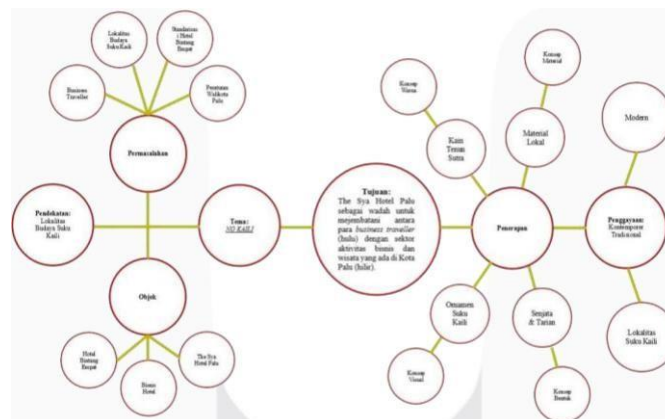 Lokalitas
Budaya
Suku Kaili
Standarisas
i Hotel
Bintang
Empat
Business
Traveller
Peraturan
Walikota
Palu
Permasalahan
Pendekatan:
Lokalitas
Budaya Suku
Kaili
Tema:
NO KAILI
Objek
Hotel
Bintang
Empat
Bisnis
Hotel
The Sya
Hotel Palu
Tujuan:
The Sya Hotel Palu
sebagai wadah untuk
mejembatani antara
para business traveller
(hulu) dengan sektor
aktivitas bisnis dan
wisata yang ada di Kota
Palu (hilir).
Konsep
Warna
Kain
Tenun
Sutra
Konsep
Material
Material
Lokal
Penerapan
Ornamen
Suku
Kaili
Konsep
Visual
Senjata
& Tarian
Konsep
Bentuk
Modern
Penggayaan:
Kontemporer
Tradisional
Lokalitas
Suku Kaili